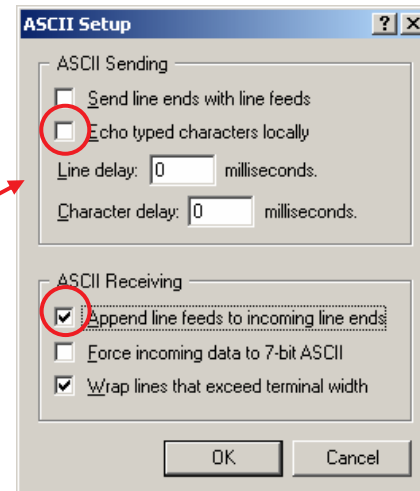 ASCII Setup
ASCII Sending
Send line ends with line feeds
Echo typed characters locally
Line delay: 0 milliseconds.
Character delay: 0 milliseconds.
ASCII Receiving
Append line feeds to incoming line ends
Force incoming data to 7-bit ASCII
Wrap lines that exceed terminal width
OK Cancel